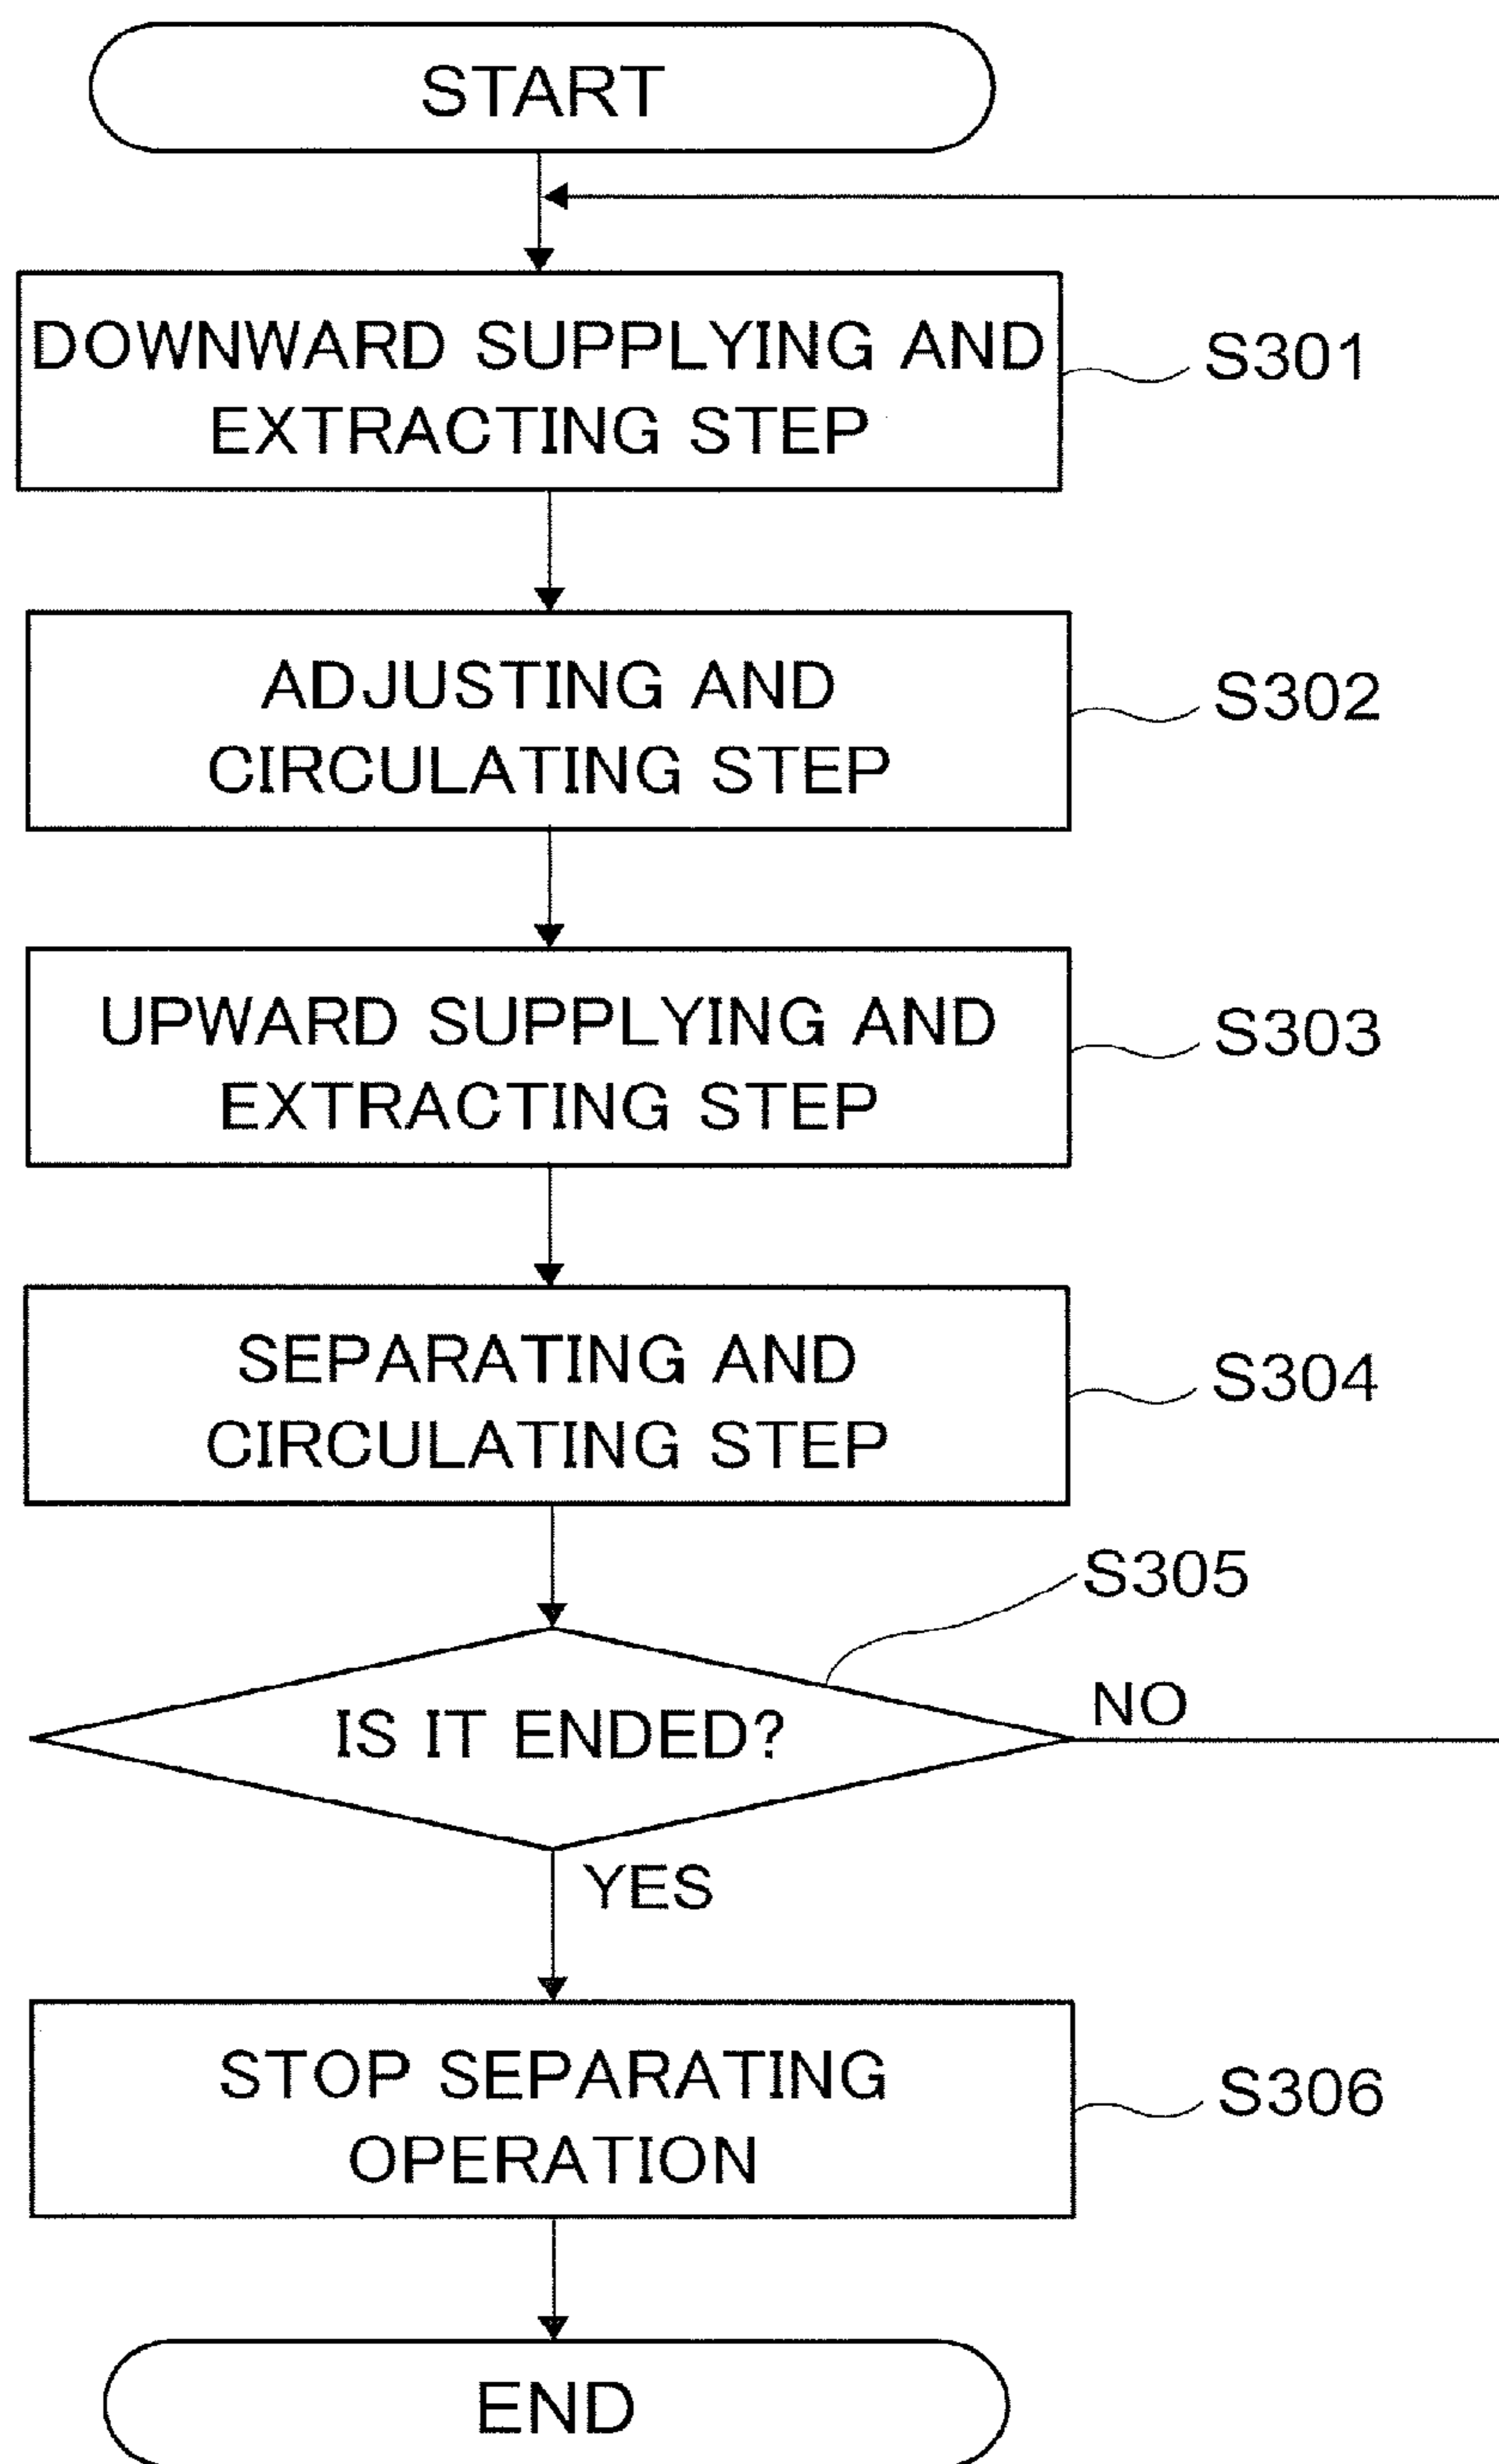 START
DOWNWARD SUPPLYING AND
EXTRACTING STEP
S301
ADJUSTING AND
CIRCULATING STEP
S302
UPWARD SUPPLYING AND
EXTRACTING STEP
S303
SEPARATING AND
CIRCULATING STEP
S304
S305
IS IT ENDED?
NO
YES
STOP SEPARATING
OPERATION
S306
END